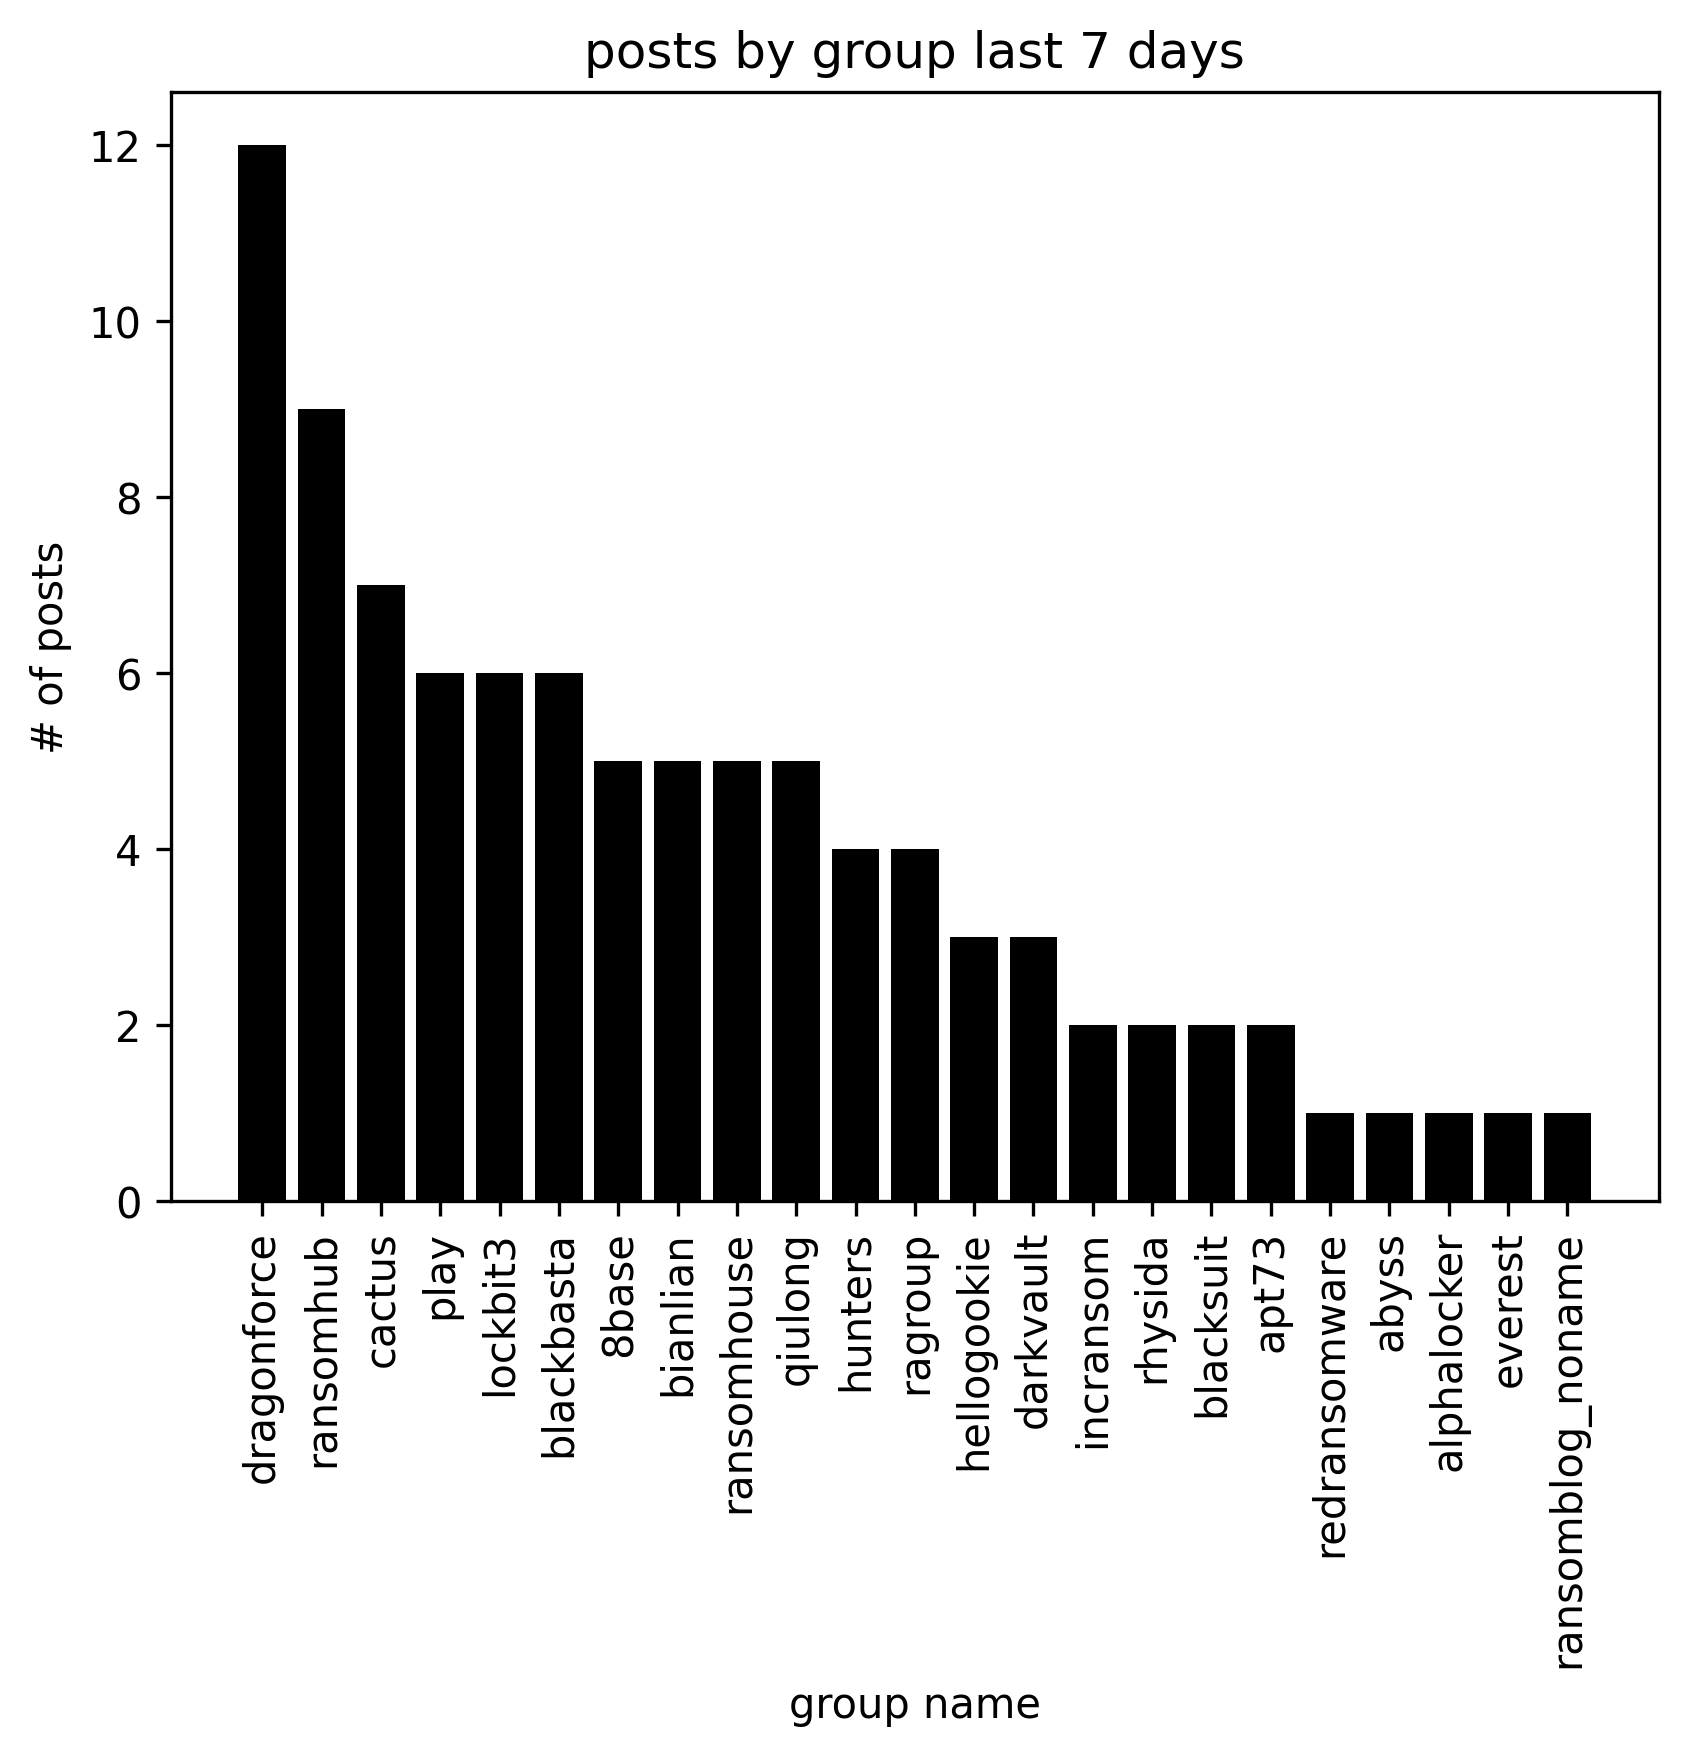 posts by group last 7 days
12
10
8
6
4
2
0
# of posts
dragonforce
ransomhub
cactus
play
lockbit3
blackbasta
8base
bianlian
ransomhouse
qiulong
hunters
ragroup
hellogookie
darkvault
incransom
rhysida
blacksuit
apt73
redransomware
abyss
alphalocker
everest
ransomblog_noname
group name